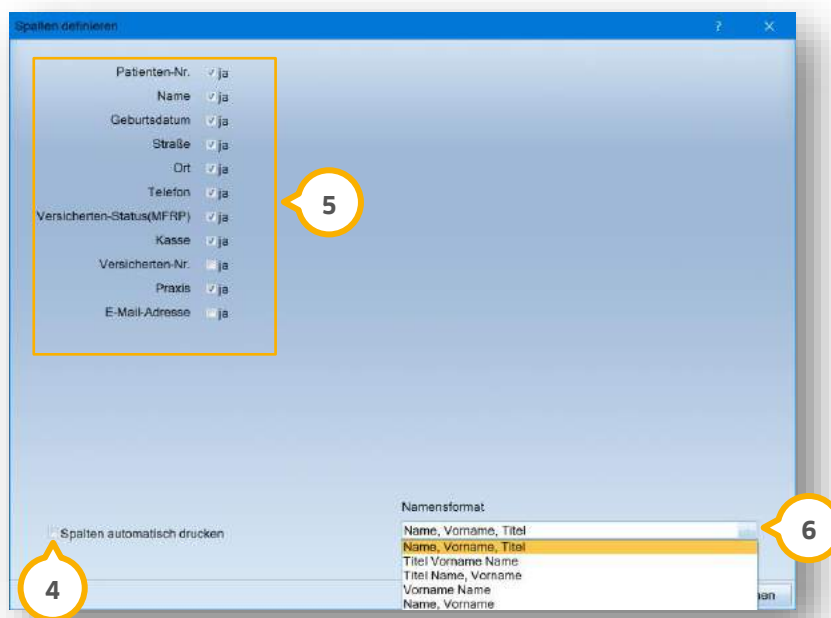 Spalten definieren ? ×
Patienten-Nr. ja
Name ja
Geburtsdatum ja
Straße ja
Ort ja
Telefon ja
Versicherten-Status(MFRP) ja
Kasse ja
Versicherten-Nr. ja
Praxis ja
E-Mail-Adresse ja
5
Namensformat
Spalten automatisch drucken
Name, Vorname, Titel
6
Name, Vorname, Titel
Titel Vorname Name
Titel Name, Vorname
Vorname Name
Name, Vorname
4